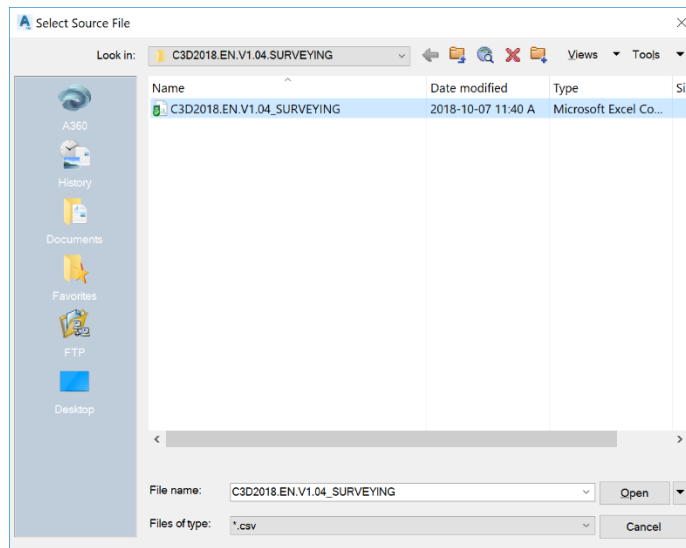 Select Source File
Look in: C3D2018.EN.V1.04.SURVEYING Views Tools
Name Date modified Type Si
C3D2018.EN.V1.04_SURVEYING 2018-10-07 11:40 A Microsoft Excel Co...
A360
History
Documents
Favorites
FTP
Desktop
File name: C3D2018.EN.V1.04_SURVEYING Open
Files of type: *.csv Cancel